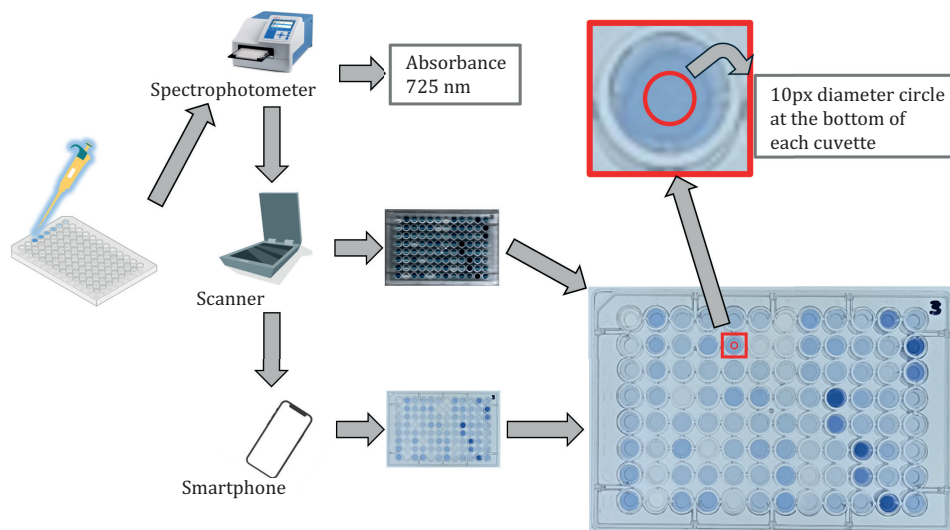 Spectrophotometer
Absorbance
725 nm
10px diameter circle
at the bottom of
each cuvette
Scanner
3
Smartphone